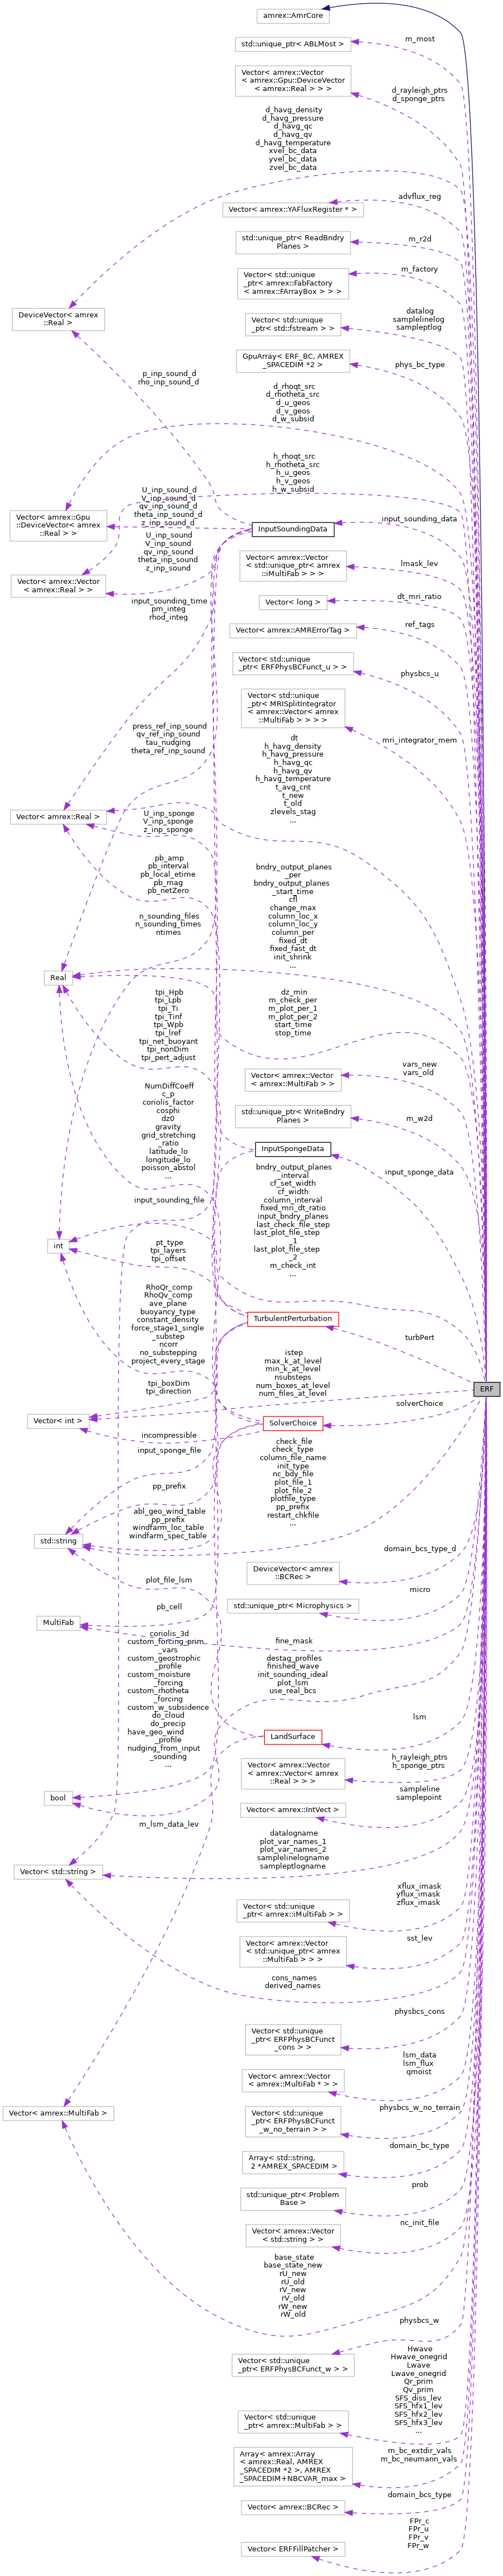 amrex::AmrCore
m_most
std::unique_ptr< ABLMost >
Vector< amrex::Vector
< amrex::Gpu::DeviceVector
< amrex::Real > > >
d_rayleigh_ptrs
d_sponge_ptrs
d_havg_density
d_havg_pressure
d_havg_qc
d_havg_qv
d_havg_temperature
xvel_bc_data
yvel_bc_data
zvel_bc_data
advflux_reg
Vector< amrex::YAFluxRegister * >
m_r2d
std::unique_ptr< ReadBndry
Planes >
m_factory
Vector< std::unique
_ptr< amrex::FabFactory
< amrex::FArrayBox > > >
DeviceVector< amrex
::Real >
datalog
samplelinelog
sampleptlog
Vector< std::unique
_ptr< std::fstream > >
GpuArray< ERF_BC, AMREX
_SPACEDIM *2 >
phys_bc_type
p_inp_sound_d
rho_inp_sound_d
d_rhoqt_src
d_rhotheta_src
d_u_geos
d_v_geos
d_w_subsid
h_rhoqt_src
h_rhotheta_src
h_u_geos
h_v_geos
h_w_subsid
U_inp_sound_d
V_inp_sound_d
qv_inp_sound_d
theta_inp_sound_d
z_inp_sound_d
Vector< amrex::Gpu
::DeviceVector< amrex
::Real > >
InputSoundingData
input_sounding_data
U_inp_sound
V_inp_sound
qv_inp_sound
theta_inp_sound
z_inp_sound
Vector< amrex::Vector
< std::unique_ptr< amrex
::iMultiFab > > >
lmask_lev
Vector< amrex::Vector
< amrex::Real > >
input_sounding_time
pm_integ
rhod_integ
Vector< long >
dt_mri_ratio
Vector< amrex::AMRErrorTag >
ref_tags
Vector< std::unique
_ptr< ERFPhysBCFunct_u > >
physbcs_u
Vector< std::unique
_ptr< MRISplitIntegrator
< amrex::Vector< amrex
::MultiFab > > > >
mri_integrator_mem
press_ref_inp_sound
qv_ref_inp_sound
tau_nudging
theta_ref_inp_sound
dt
h_havg_density
h_havg_pressure
h_havg_qc
h_havg_qv
h_havg_temperature
t_avg_cnt
t_new
t_old
zlevels_stag
...
Vector< amrex::Real >
U_inp_sponge
V_inp_sponge
z_inp_sponge
pb_amp
pb_interval
pb_local_etime
pb_mag
pb_netZero
bndry_output_planes
_per
bndry_output_planes
_start_time
cfl
change_max
column_loc_x
column_loc_y
column_per
fixed_dt
fixed_fast_dt
init_shrink
...
n_sounding_files
n_sounding_times
ntimes
Real
tpi_Hpb
tpi_Lpb
tpi_Ti
tpi_Tinf
tpi_Wpb
tpi_lref
tpi_net_buoyant
tpi_nonDim
tpi_pert_adjust
dz_min
m_check_per
m_plot_per_1
m_plot_per_2
start_time
stop_time
vars_new
vars_old
Vector< amrex::Vector
< amrex::MultiFab > >
NumDiffCoeff
c_p
coriolis_factor
cosphi
dz0
gravity
grid_stretching
_ratio
latitude_lo
longitude_lo
poisson_abstol
...
std::unique_ptr< WriteBndry
Planes >
m_w2d
InputSpongeData
input_sponge_data
input_sounding_file
bndry_output_planes
_interval
cf_set_width
cf_width
column_interval
fixed_mri_dt_ratio
input_bndry_planes
last_check_file_step
last_plot_file_step
_1
last_plot_file_step
_2
m_check_int
...
int
pt_type
tpi_layers
tpi_offset
RhoQr_comp
RhoQv_comp
ave_plane
buoyancy_type
constant_density
force_stage1_single
_substep
ncorr
no_substepping
project_every_stage
TurbulentPerturbation
turbPert
istep
max_k_at_level
min_k_at_level
nsubsteps
num_boxes_at_level
num_files_at_level
ERF
tpi_boxDim
tpi_direction
solverChoice
Vector< int >
SolverChoice
incompressible
input_sponge_file
check_file
check_type
column_file_name
init_type
nc_bdy_file
plot_file_1
plot_file_2
plotfile_type
pp_prefix
restart_chkfile
...
pp_prefix
abl_geo_wind_table
pp_prefix
windfarm_loc_table
windfarm_spec_table
std::string
domain_bcs_type_d
DeviceVector< amrex
::BCRec >
plot_file_lsm
micro
std::unique_ptr< Microphysics >
pb_cell
MultiFab
fine_mask
coriolis_3d
custom_forcing_prim
_vars
custom_geostrophic
_profile
custom_moisture
_forcing
custom_rhotheta
_forcing
custom_w_subsidence
do_cloud
do_precip
have_geo_wind
_profile
nudging_from_input
_sounding
...
destag_profiles
finished_wave
init_sounding_ideal
plot_lsm
use_real_bcs
lsm
LandSurface
h_rayleigh_ptrs
h_sponge_ptrs
Vector< amrex::Vector
< amrex::Vector< amrex
::Real > > >
bool
sampleline
samplepoint
Vector< amrex::IntVect >
m_lsm_data_lev
datalogname
plot_var_names_1
plot_var_names_2
samplelinelogname
sampleptlogname
Vector< std::string >
xflux_imask
yflux_imask
zflux_imask
Vector< std::unique
_ptr< amrex::iMultiFab > >
sst_lev
Vector< amrex::Vector
< std::unique_ptr< amrex
::MultiFab > > >
cons_names
derived_names
physbcs_cons
Vector< std::unique
_ptr< ERFPhysBCFunct
_cons > >
lsm_data
lsm_flux
qmoist
Vector< amrex::Vector
< amrex::MultiFab * > >
Vector< amrex::MultiFab >
physbcs_w_no_terrain
Vector< std::unique
_ptr< ERFPhysBCFunct
_w_no_terrain > >
domain_bc_type
Array< std::string,
2 *AMREX_SPACEDIM >
prob
std::unique_ptr< Problem
Base >
nc_init_file
Vector< amrex::Vector
< std::string > >
base_state
base_state_new
rU_new
rU_old
rV_new
rV_old
rW_new
rW_old
physbcs_w
Vector< std::unique
_ptr< ERFPhysBCFunct_w > >
Hwave
Hwave_onegrid
Lwave
Lwave_onegrid
Qr_prim
Qv_prim
SFS_diss_lev
SFS_hfx1_lev
SFS_hfx2_lev
SFS_hfx3_lev
...
Vector< std::unique
_ptr< amrex::MultiFab > >
m_bc_extdir_vals
m_bc_neumann_vals
Array< amrex::Array
< amrex::Real, AMREX
_SPACEDIM *2 >, AMREX
_SPACEDIM+NBCVAR_max >
domain_bcs_type
Vector< amrex::BCRec >
FPr_c
FPr_u
FPr_v
FPr_w
Vector< ERFFillPatcher >